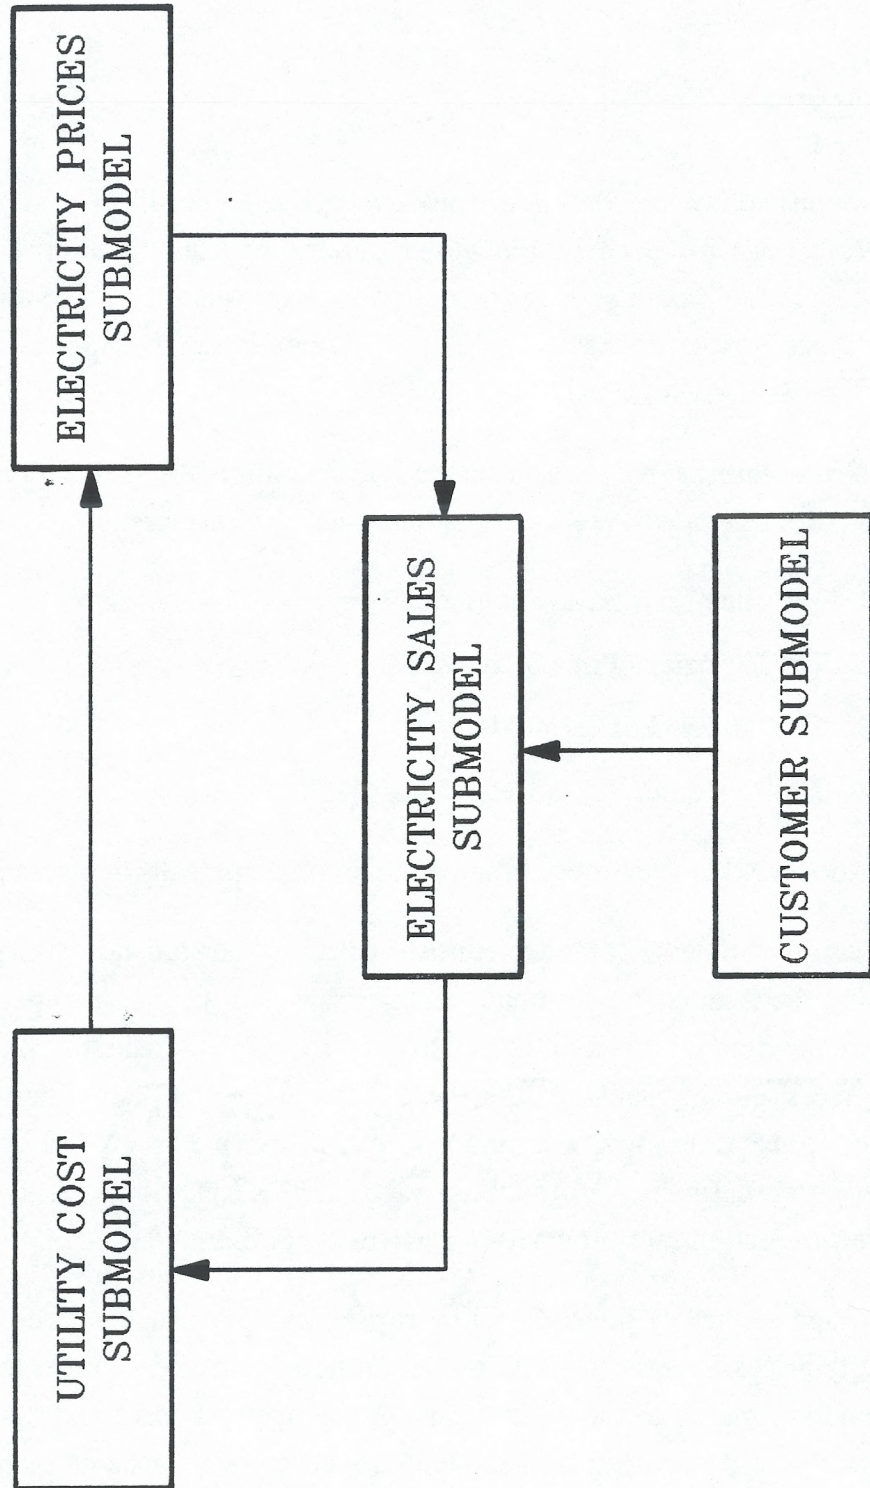 UTILITY COST
SUBMODEL
ELECTRICITY PRICES
SUBMODEL
ELECTRICITY SALES
SUBMODEL
CUSTOMER SUBMODEL